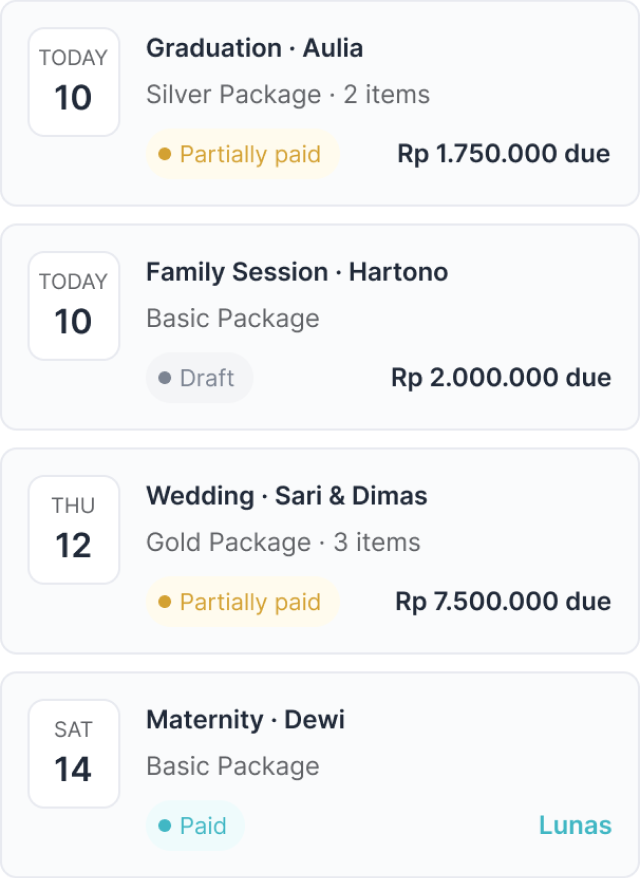 TODAY
10
Graduation · Aulia
Silver Package · 2 items
Partially paid
Rp 1.750.000 due
TODAY
10
Family Session · Hartono
Basic Package
Draft
Rp 2.000.000 due
THU
12
Wedding · Sari & Dimas
Gold Package · 3 items
Partially paid
Rp 7.500.000 due
SAT
14
Maternity · Dewi
Basic Package
Paid
Lunas